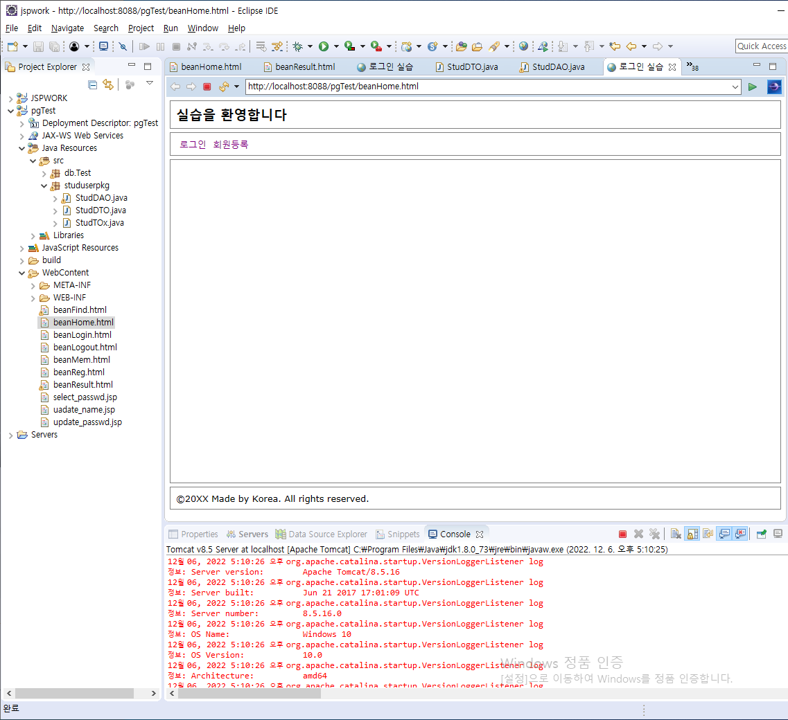 jspwork - http://localhost:8088/pgTest/beanHome.html - Eclipse IDE
File Edit Navigate Search Project Run Window Help
Quick Access
Project Explorer
JSPWORK
pgTest
Deployment Descriptor: pgTest
JAX-WS Web Services
Java Resources
src
db.Test
studuserpkg
StudDAO.java
StudDTO.java
StudTOx.java
Libraries
JavaScript Resources
build
WebContent
META-INF
WEB-INF
beanFind.html
beanHome.html
beanLogin.html
beanLogout.html
beanMem.html
beanReg.html
beanResult.html
select_passwd.jsp
uadate_name.jsp
update_passwd.jsp
Servers
beanHome.html beanResult.html 로그인 실습 StudDTO.java StudDAO.java 로그인 실습 »38
http://localhost:8088/pgTest/beanHome.html
실습을 환영합니다
로그인 회원등록
©20XX Made by Korea. All rights reserved.
Properties Servers Data Source Explorer Snippets Console
Tomcat v8.5 Server at localhost [Apache Tomcat] C:₩Program Files₩Java₩jdk1.8.0_73₩jre₩bin₩javaw.exe (2022. 12. 6. 오후 5:10:25)
12월 06, 2022 5:10:26 오후 org.apache.catalina.startup.VersionLoggerListener log
정보: Server version: Apache Tomcat/8.5.16
12월 06, 2022 5:10:26 오후 org.apache.catalina.startup.VersionLoggerListener log
정보: Server built: Jun 21 2017 17:01:09 UTC
12월 06, 2022 5:10:26 오후 org.apache.catalina.startup.VersionLoggerListener log
정보: Server number: 8.5.16.0
12월 06, 2022 5:10:26 오후 org.apache.catalina.startup.VersionLoggerListener log
정보: OS Name: Windows 10
12월 06, 2022 5:10:26 오후 org.apache.catalina.startup.VersionLoggerListener log
정보: OS Version: 10.0
12월 06, 2022 5:10:26 오후 org.apache.catalina.startup.VersionLoggerListener log
정보: Architecture: amd64
12월 06, 2022 5:10:26 오후 org.apache.catalina.startup.VersionLoggerListener log
Windows 정품 인증
[설정]으로 이동하여 Windows를 정품 인증합니다.
완료